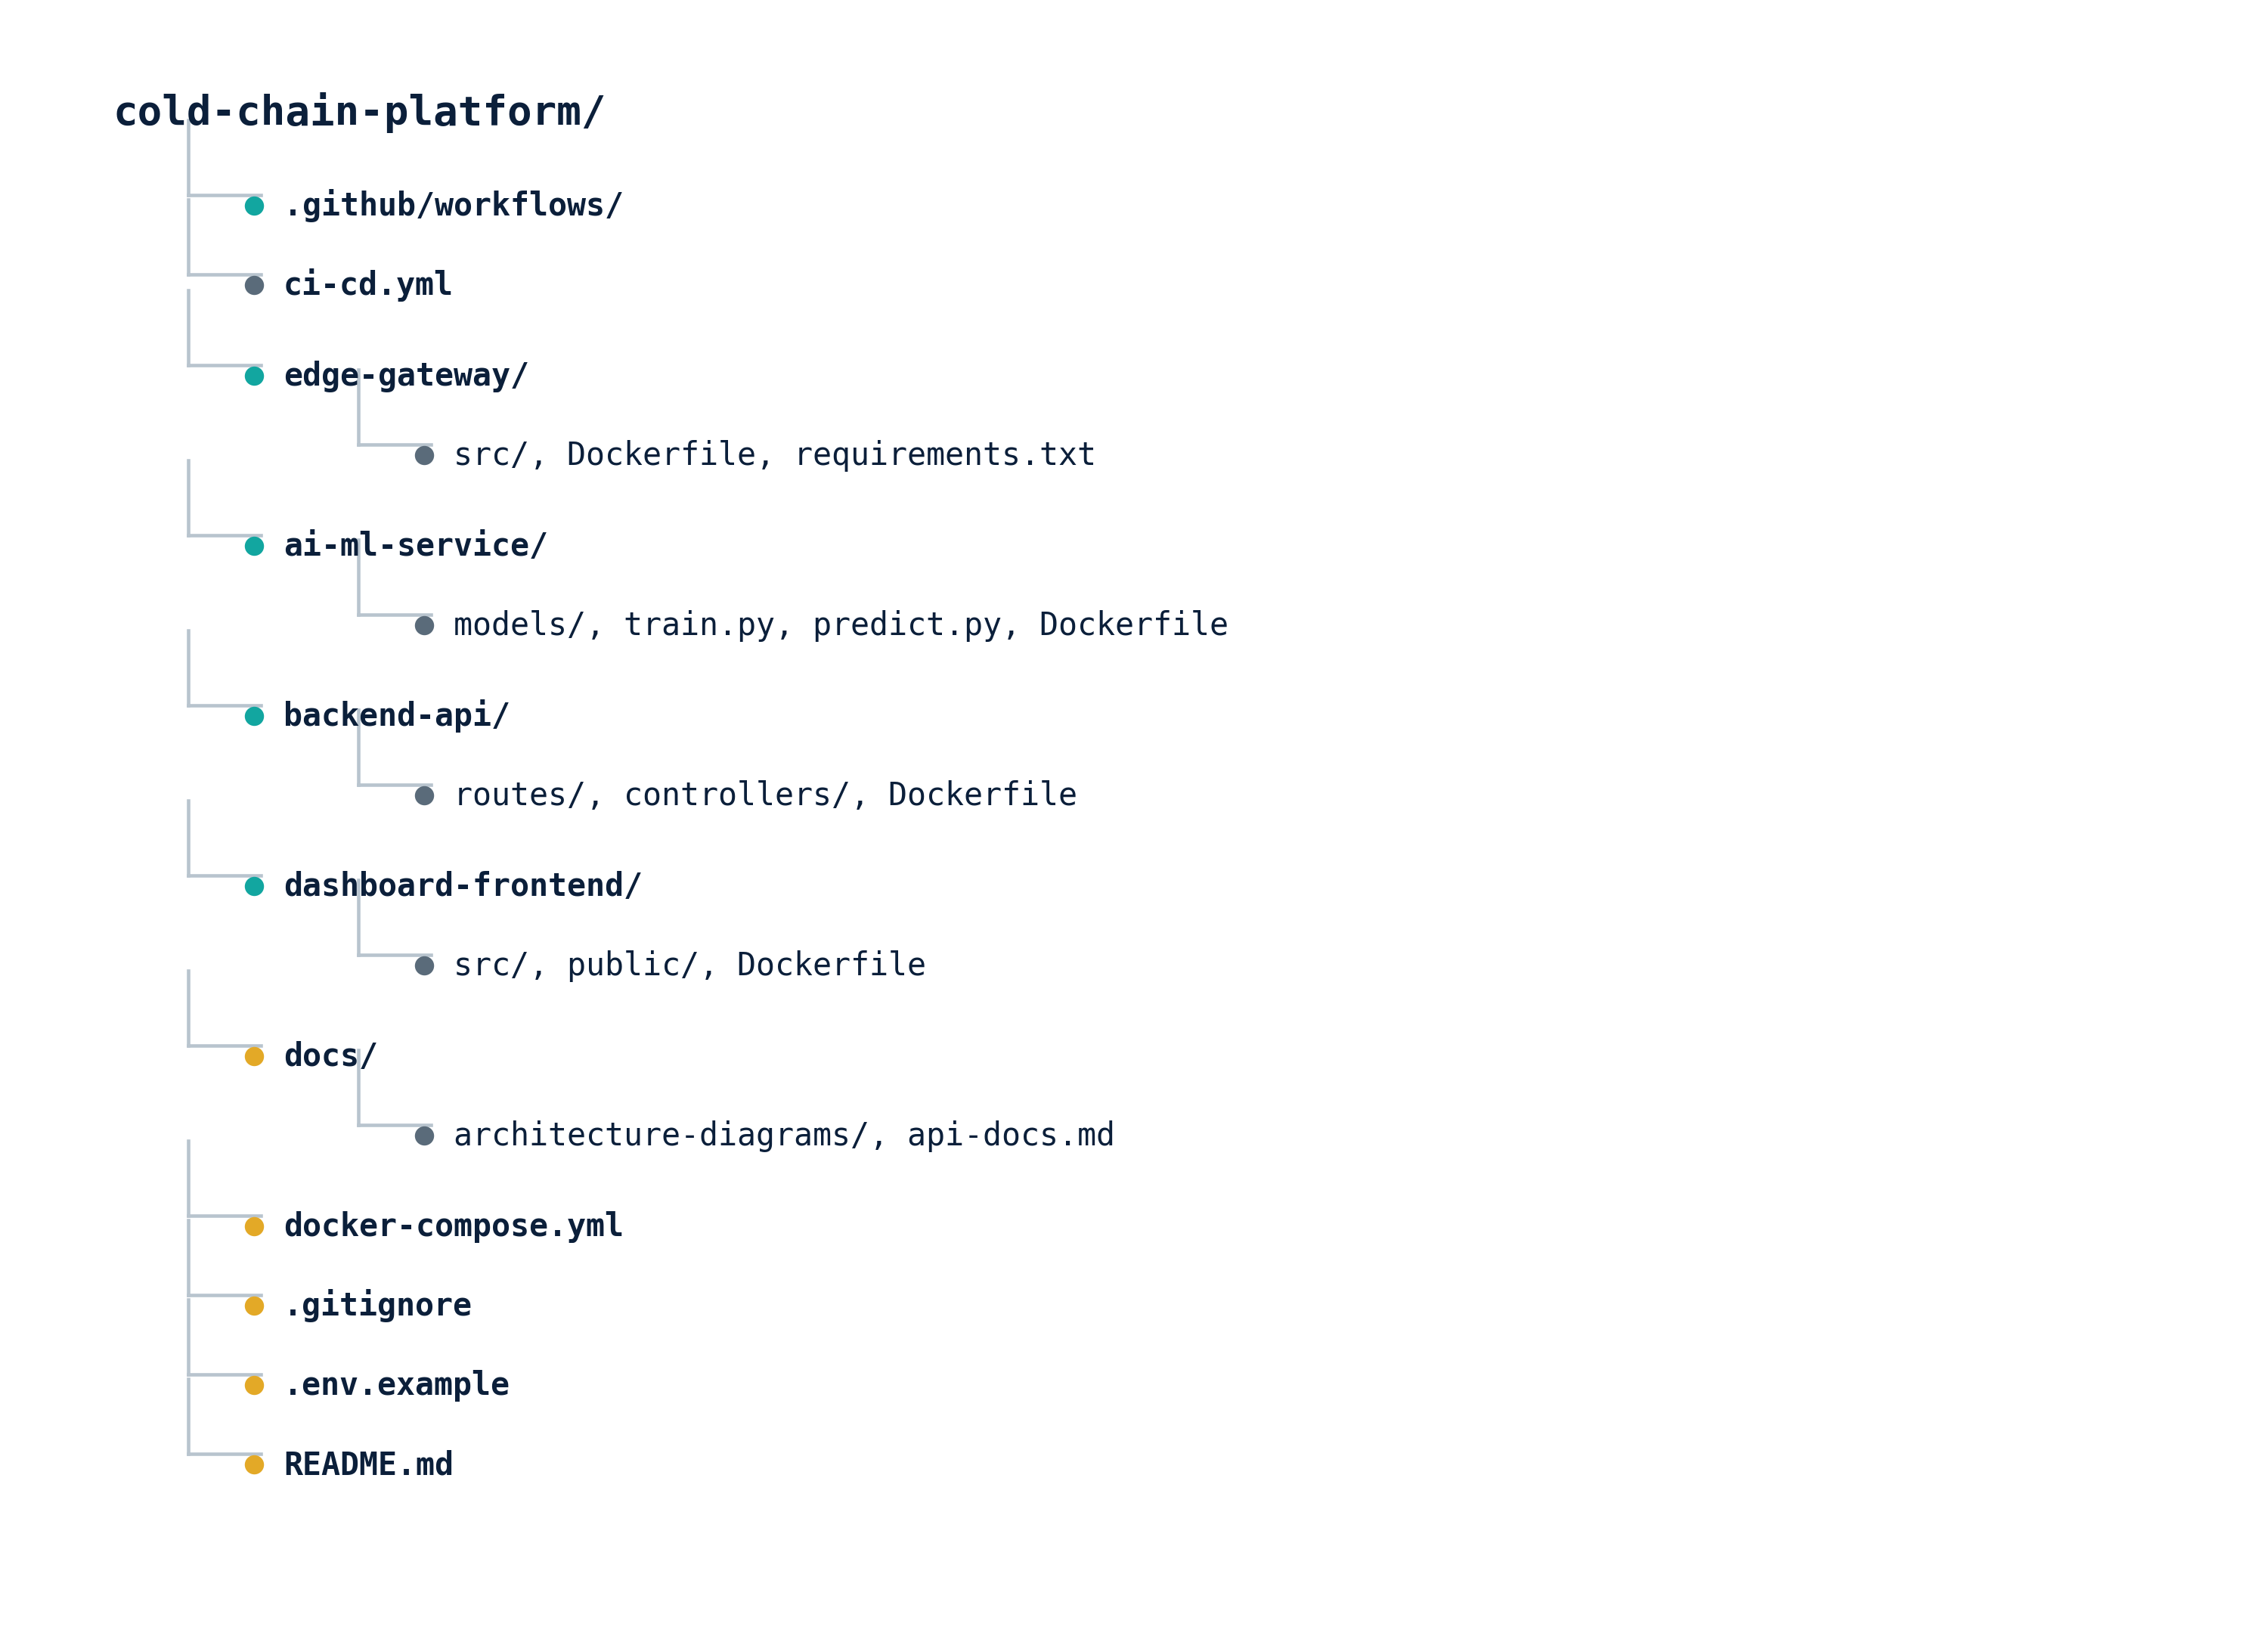 cold-chain-platform/
.github/workflows/
ci-cd.yml
edge-gateway/
src/, Dockerfile, requirements.txt
ai-ml-service/
models/, train.py, predict.py, Dockerfile
backend-api/
routes/, controllers/, Dockerfile
dashboard-frontend/
src/, public/, Dockerfile
docs/
architecture-diagrams/, api-docs.md
docker-compose.yml
.gitignore
.env.example
README.md